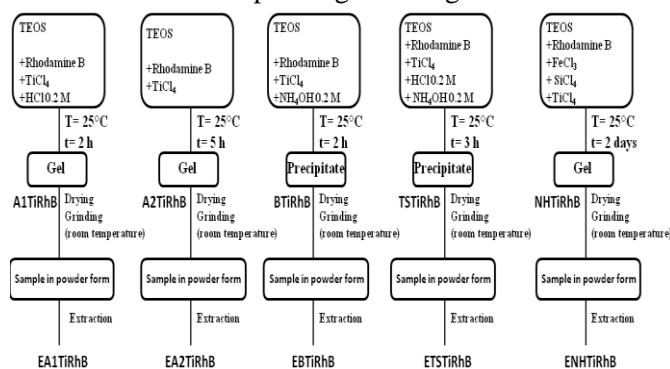 TEOS
+Rhodamine B
+TiCl4
+HCl0.2 M
T= 25°C
t= 2 h
Gel
A1TiRhB
Drying
Grinding
(room temperature)
Sample in powder form
Extraction
EA1TiRhB
TEOS
+Rhodamine B
+TiCl4
T= 25°C
t= 5 h
Gel
A2TiRhB
Drying
Grinding
(room temperature)
Sample in powder form
Extraction
EA2TiRhB
TEOS
+Rhodamine B
+TiCl4
+NH4OH 0.2 M
T= 25°C
t= 2 h
Precipitate
BTiRhB
Drying
Grinding
(room temperature)
Sample in powder form
Extraction
EBTiRhB
TEOS
+Rhodamine B
+TiCl4
+HCl0.2 M
+ NH4OH 0.2 M
T= 25°C
t= 3 h
Precipitate
TSTiRhB
Drying
Grinding
(room temperature)
Sample in powder form
Extraction
ETSTiRhB
TEOS
+Rhodamine B
+FeCl3
+ SiCl4
+TiCl4
T= 25°C
t= 2 days
Gel
NHTiRhB
Drying
Grinding
(room temperature)
Sample in powder form
Extraction
ENHTiRhB